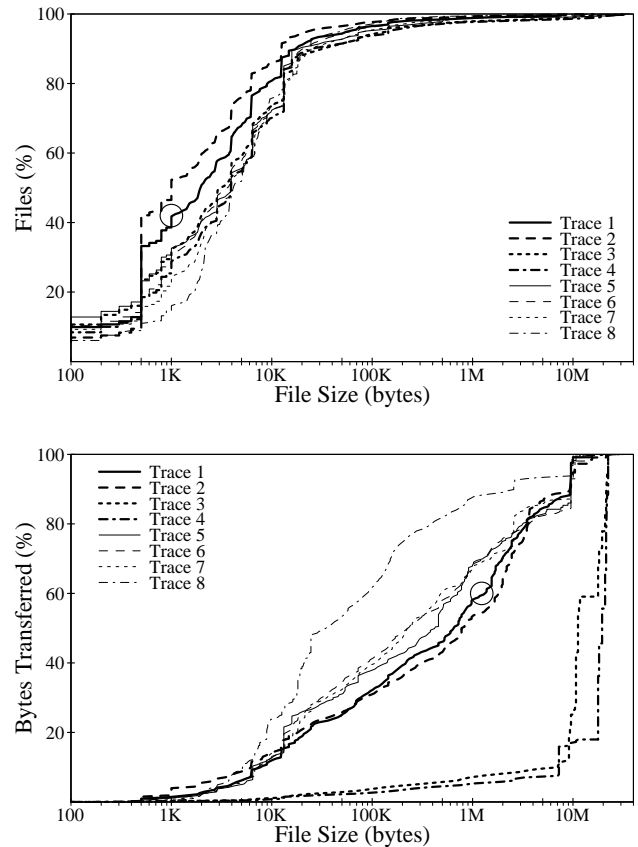 100
80
60
40
20
Files (%)
Trace 1
Trace 2
Trace 3
Trace 4
Trace 5
Trace 6
Trace 7
Trace 8
100 1K 10K 100K 1M 10M
File Size (bytes)
100
80
60
40
20
Bytes Transferred (%)
Trace 1
Trace 2
Trace 3
Trace 4
Trace 5
Trace 6
Trace 7
Trace 8
100 1K 10K 100K 1M 10M
File Size (bytes)